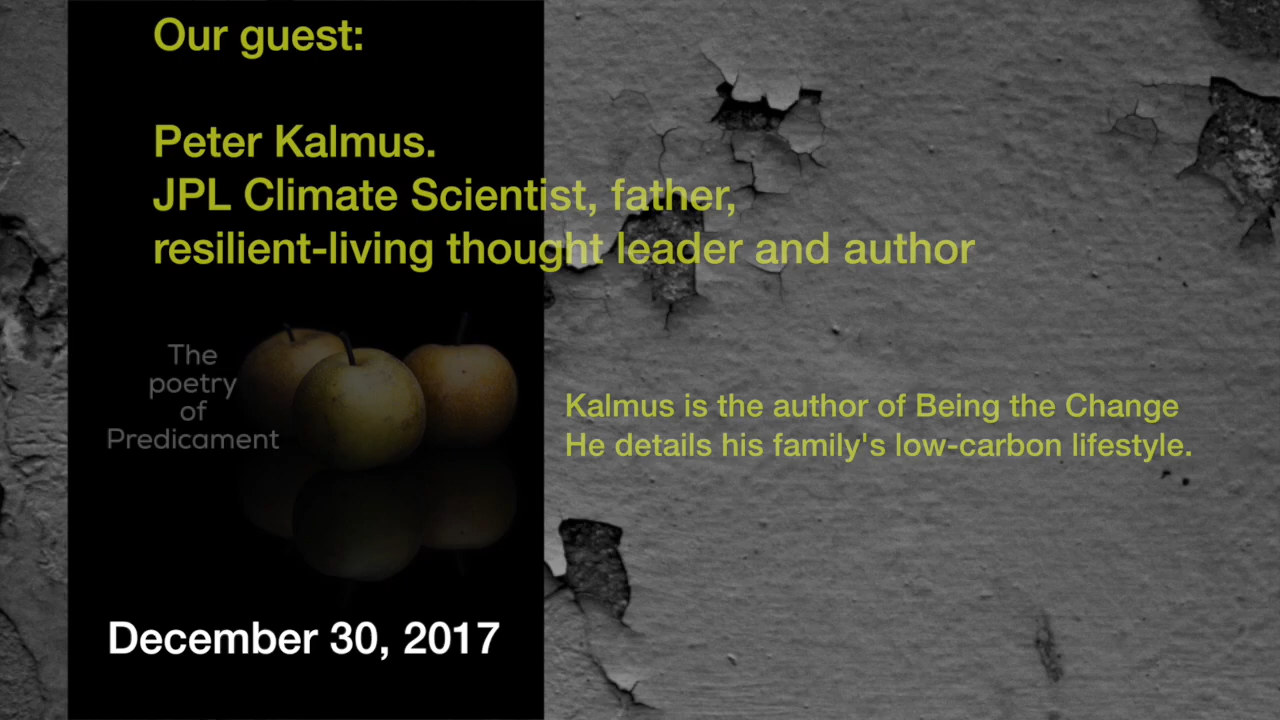 Our guest:
Peter Kalmus.
JPL Climate Scientist, father,
resilient-living thought leader and author
The
poetry
of
Predicament
Kalmus is the author of Being the Change
He details his family's low-carbon lifestyle.
December 30, 2017